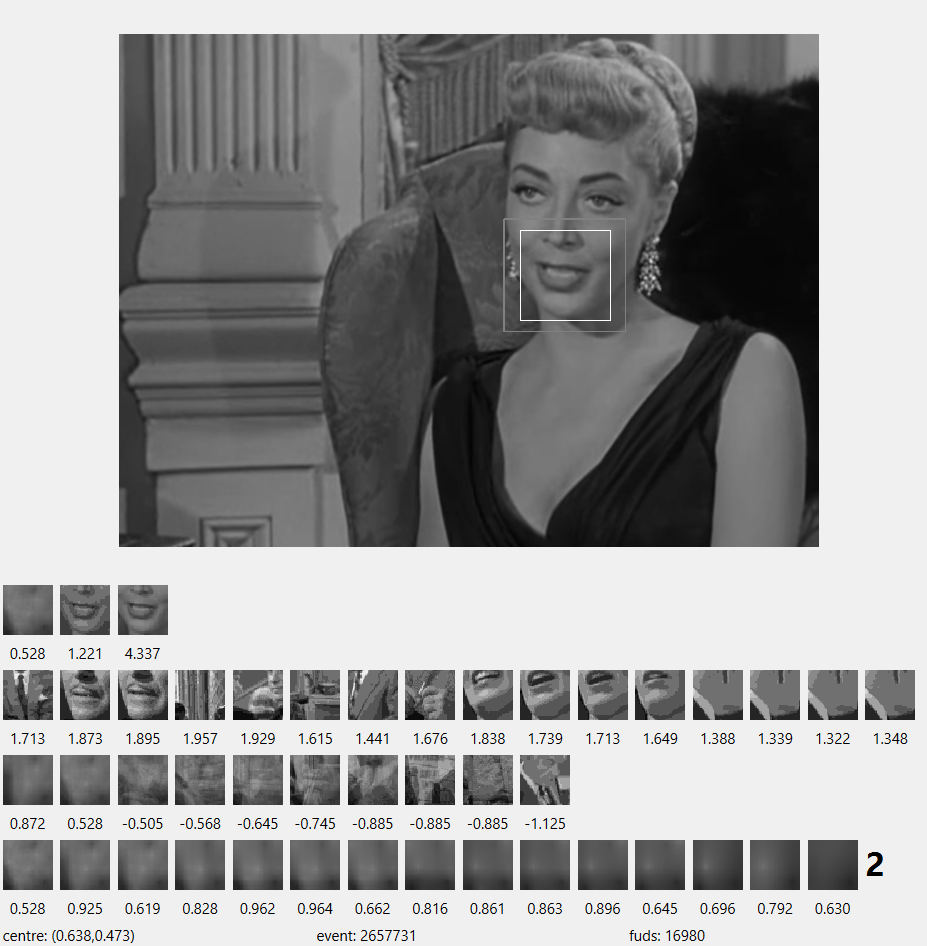 0.528 1.221 4.337
1.713 1.873 1.895 1.957 1.929 1.615 1.441 1.676 1.838 1.739 1.713 1.649 1.388 1.339 1.322 1.348
0.872 0.528 -0.505 -0.568 -0.645 -0.745 -0.885 -0.885 -0.885 -1.125
2
0.528 0.925 0.619 0.828 0.962 0.964 0.662 0.816 0.861 0.863 0.896 0.645 0.696 0.792 0.630
centre: (0.638,0.473) event: 2657731 fuds: 16980